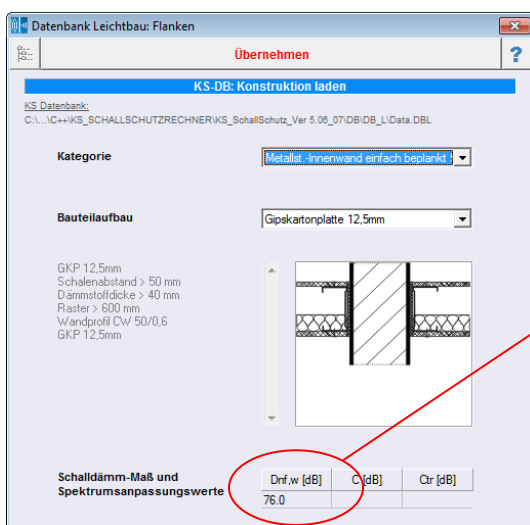 Datenbank Leichtbau: Flanken
Übernehmen
?
KS-DB: Konstruktion laden
KS Datenbank:
C:\...\C++\KS_SCHALLSCHUTZRECHNER\KS_SchallSchutz_Ver 5.06_07\DB\DB_L\Data.DBL
Kategorie
Metallst.-Innenwand einfach beplankt
Bauteilaufbau
Gipskartonplatte 12,5mm
GKP 12,5mm
Schalenabstand > 50 mm
Dämmstoffdicke > 40 mm
Raster > 600 mm
Wandprofil CW 50/0,6
GKP 12,5mm
Schalldämm-Maß und
Spektrumsanpassungswerte
Dnf,w [dB] C [dB] Ctr [dB]
76.0